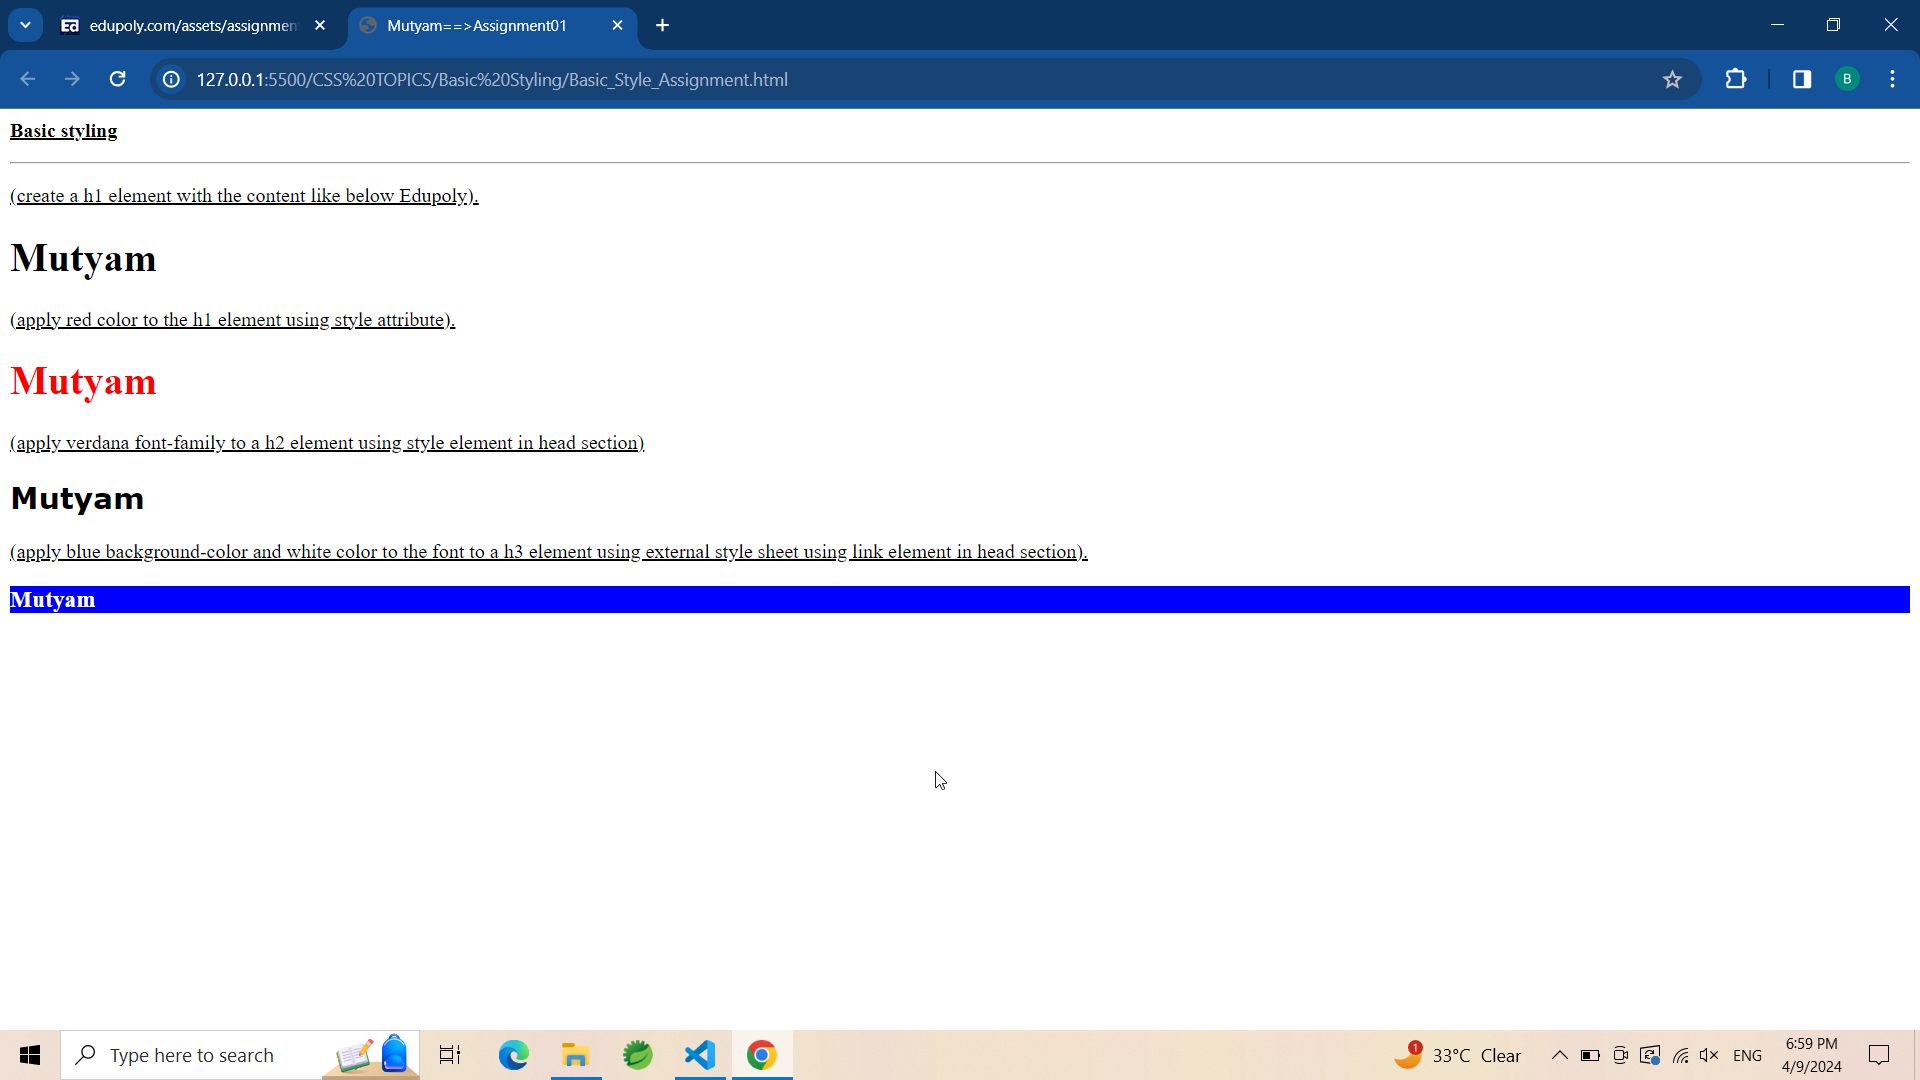 edupoly.com/assets/assignmen
Mutyam==>Assignment01
127.0.0.1:5500/CSS%20TOPICS/Basic%20Styling/Basic_Style_Assignment.html
B
Basic styling
(create a h1 element with the content like below Edupoly).
Mutyam
(apply red color to the h1 element using style attribute).
Mutyam
(apply verdana font-family to a h2 element using style element in head section)
Mutyam
(apply blue background-color and white color to the font to a h3 element using external style sheet using link element in head section).
Mutyam
Type here to search
1
33°C Clear
ENG
6:59 PM
4/9/2024